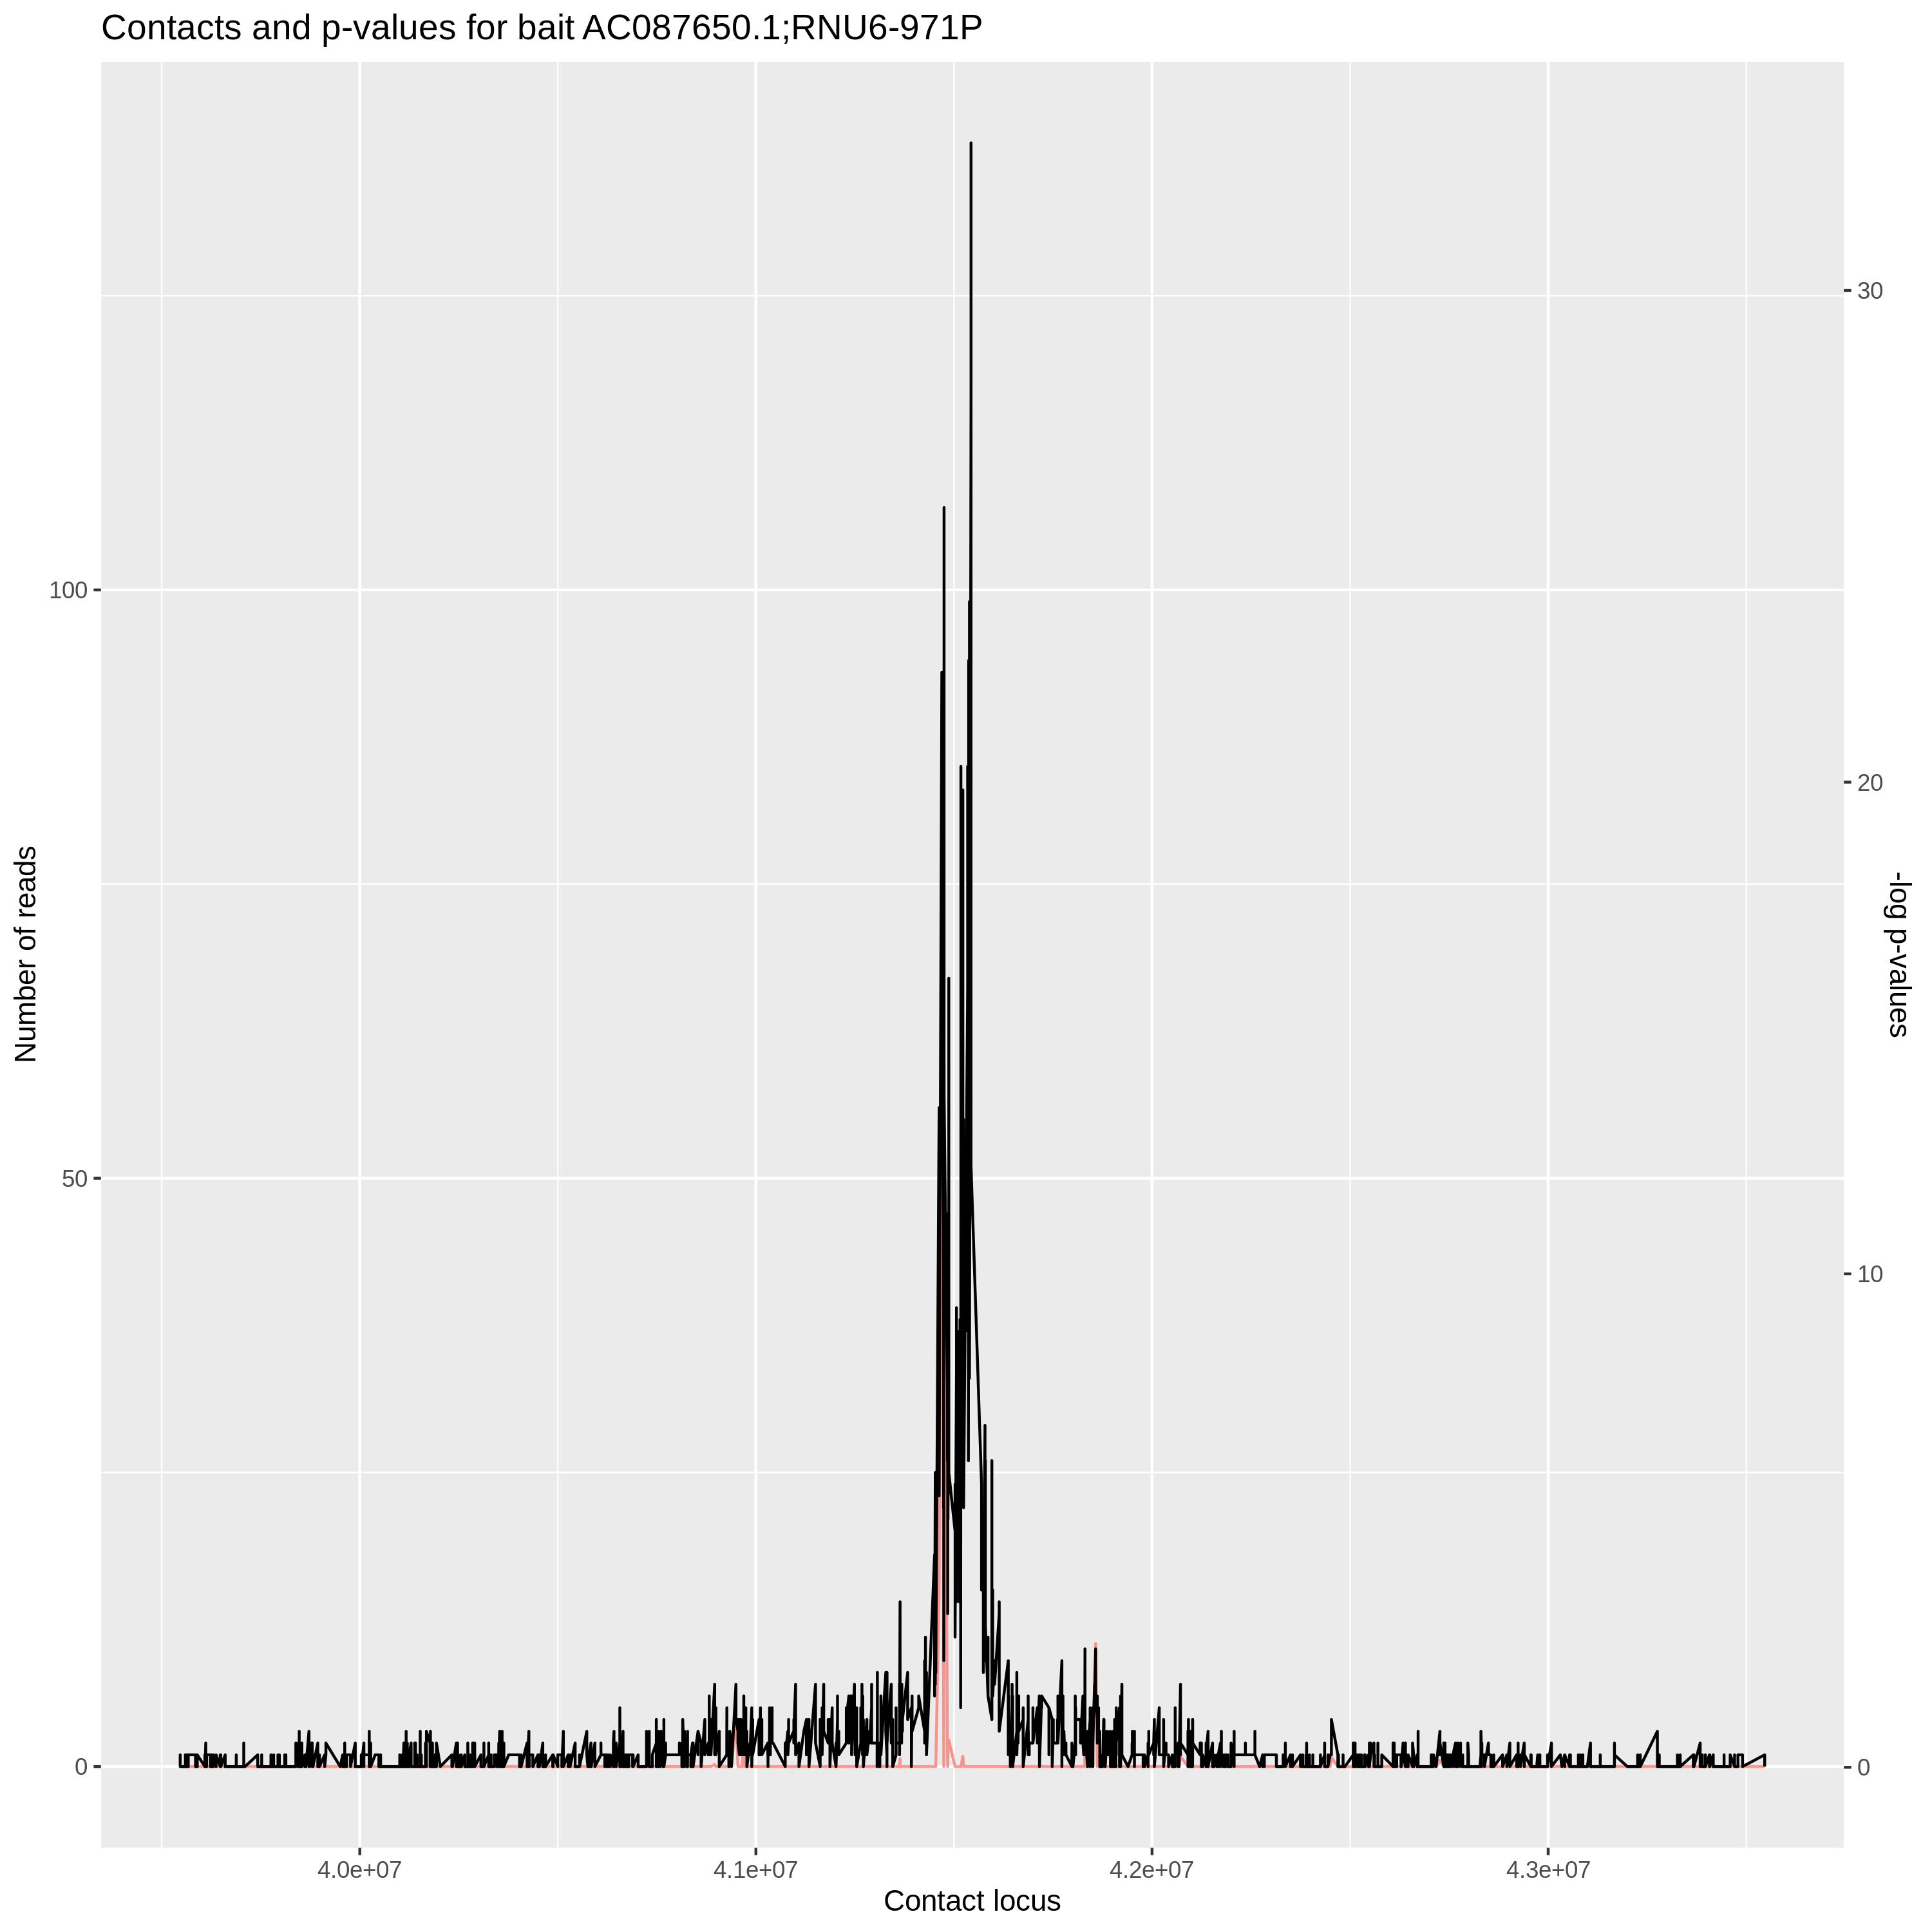 Contacts and p-values for bait AC087650.1;RNU6-971P
Number of reads
100
50
0
30
20
10
0
-log p-values
4.0e+07
4.1e+07
4.2e+07
4.3e+07
Contact locus